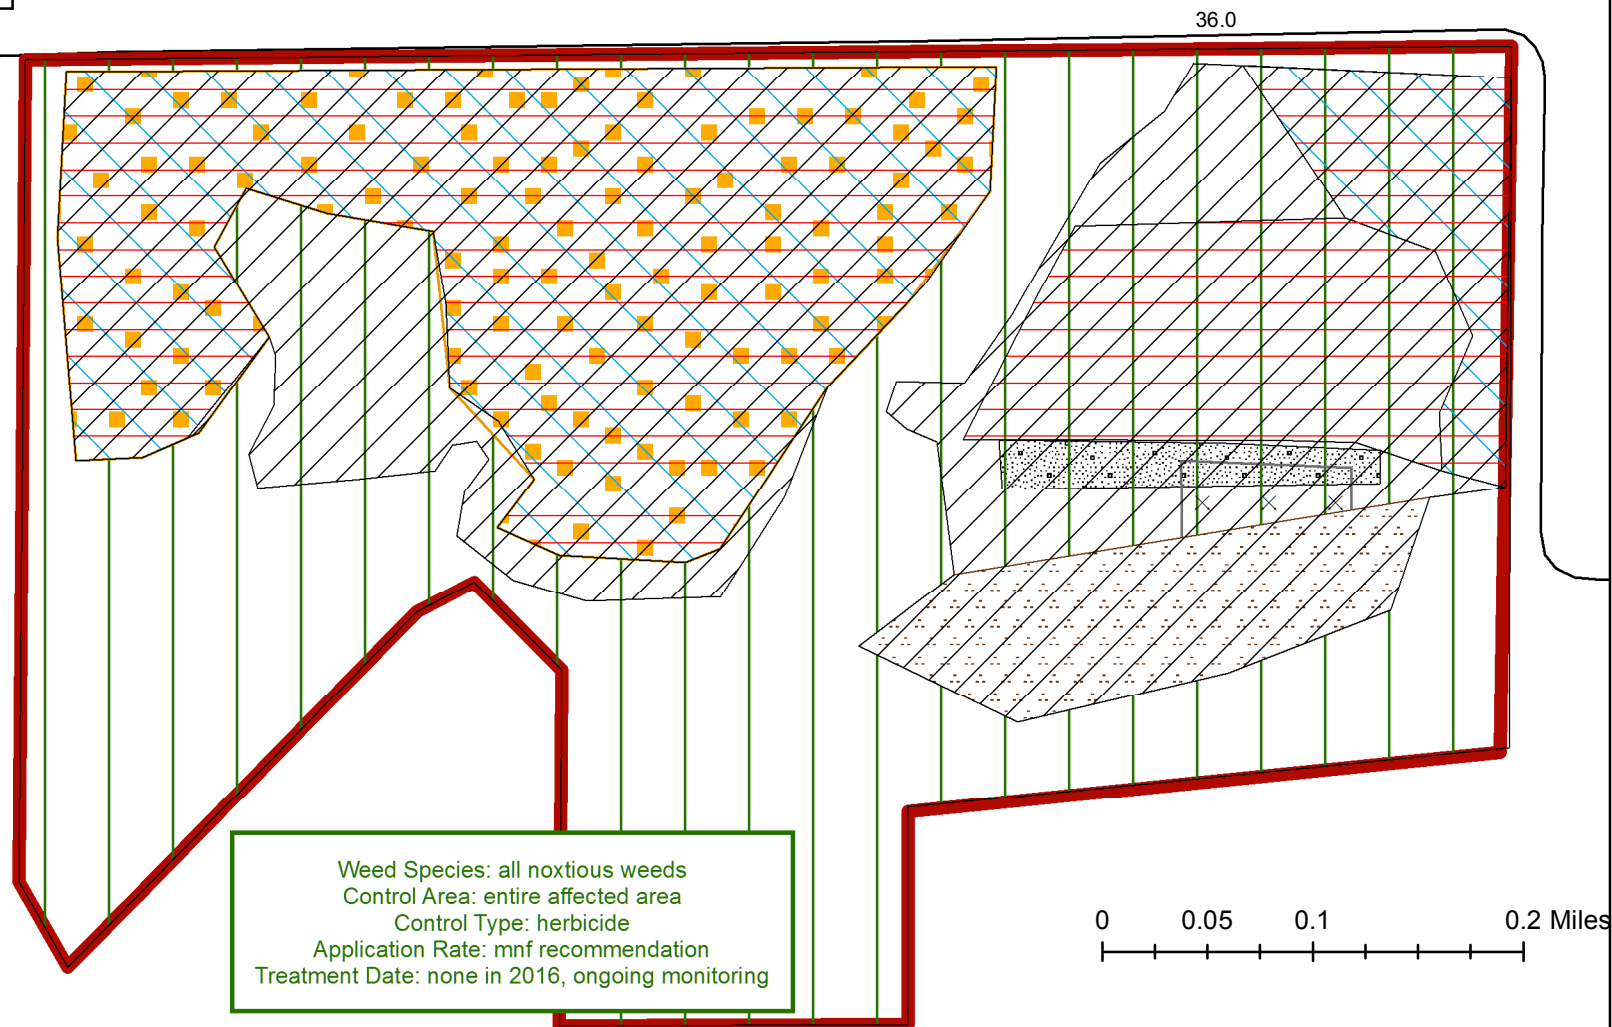 36.0
Weed Species: all noxtious weeds
Control Area: entire affected area
Control Type: herbicide
Application Rate: mnf recommendation
Treatment Date: none in 2016, ongoing monitoring
0 0.05 0.1 0.2 Miles